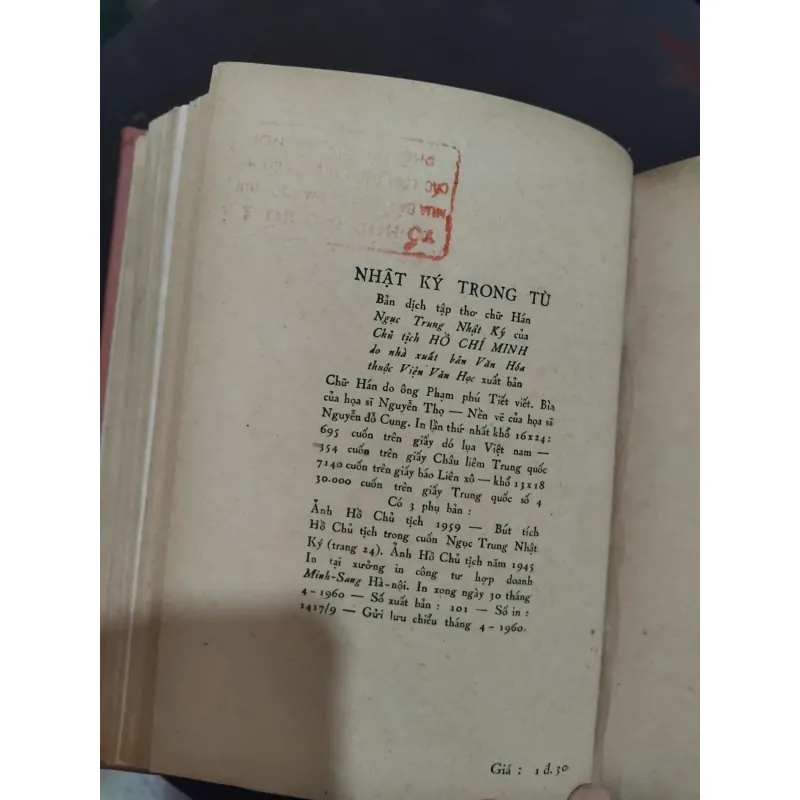 NHẬT KÝ TRONG TÙ
Bản dịch tập thơ chữ Hán
Ngục Trung Nhật Ký của
Chủ tịch HỒ CHÍ MINH
do nhà xuất bản Văn Hóa
thuộc Viện Văn Học xuất bản
Chữ Hán do ông Phạm phú Tiết viết. Bìa
của họa sĩ Nguyễn Thọ — Nền vẽ của họa sĩ
Nguyễn đỗ Cung. In lần thứ nhất khổ 16x24:
695 cuốn trên giấy dó lụa Việt nam —
354 cuốn trên giấy Châu liêm Trung quốc
7140 cuốn trên giấy báo Liên xô — khổ 13x18
30.000 cuốn trên giấy Trung quốc số 4
Có 3 phụ bản :
Ảnh Hồ Chủ tịch 1959 — Bút tích
Hồ Chủ tịch trong cuốn Ngục Trung Nhật
Ký (trang 24). Ảnh Hồ Chủ tịch năm 1945
In tại xưởng in công tư hợp doanh
Minh-Sang Hà-nội. In xong ngày 30 tháng
4-1960 — Số xuất bản : 101 — Số in :
1417/9 — Gửi lưu chiểu tháng 4-1960.
Giá : 1 đ. 30